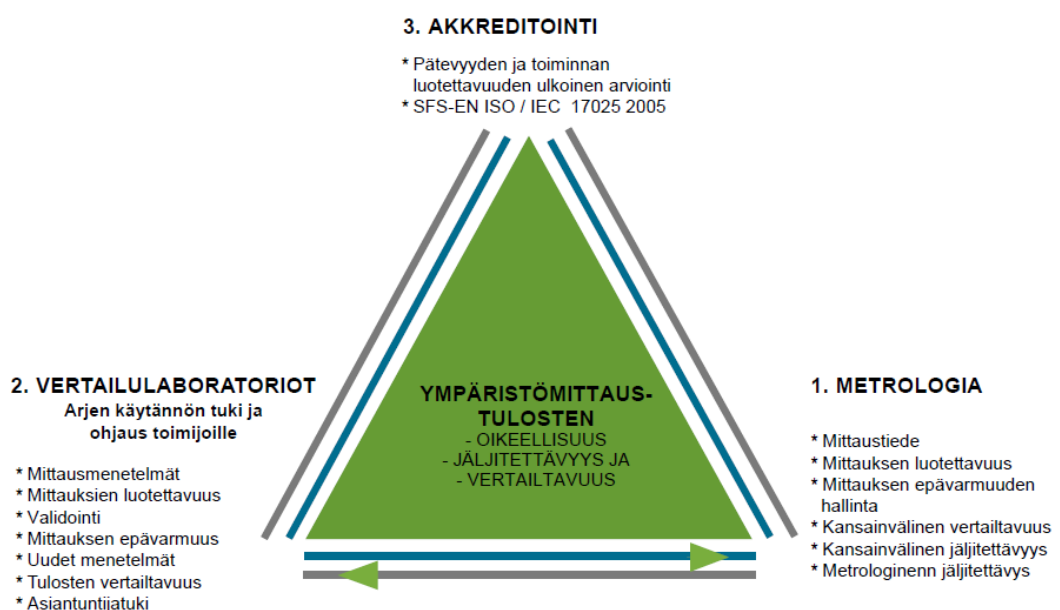 3. AKKREDITOINTI
* Pätevyyden ja toiminnan
luotettavuuden ulkoinen arviointi
* SFS-EN ISO / IEC 17025 2005
2. VERTAILULABORATORIOT
Arjen käytännön tuki ja
ohjaus toimijoille
* Mittausmenetelmät
* Mittauksien luotettavuus
* Validointi
* Mittauksen epävarmuus
* Uudet menetelmät
* Tulosten vertailtavuus
* Asiantuntijatuki
YMPÄRISTÖMITTAUS-
TULOSTEN
- OIKEELLISUUS
- JÄLJITETTÄVYYS JA
- VERTAILTAVUUS
1. METROLOGIA
* Mittaustiede
* Mittauksen luotettavuus
* Mittauksen epävarmuuden
hallinta
* Kansainvälinen vertailtavuus
* Kansainvälinen jäljitettävyys
* Metrologinenn jäljitettävys